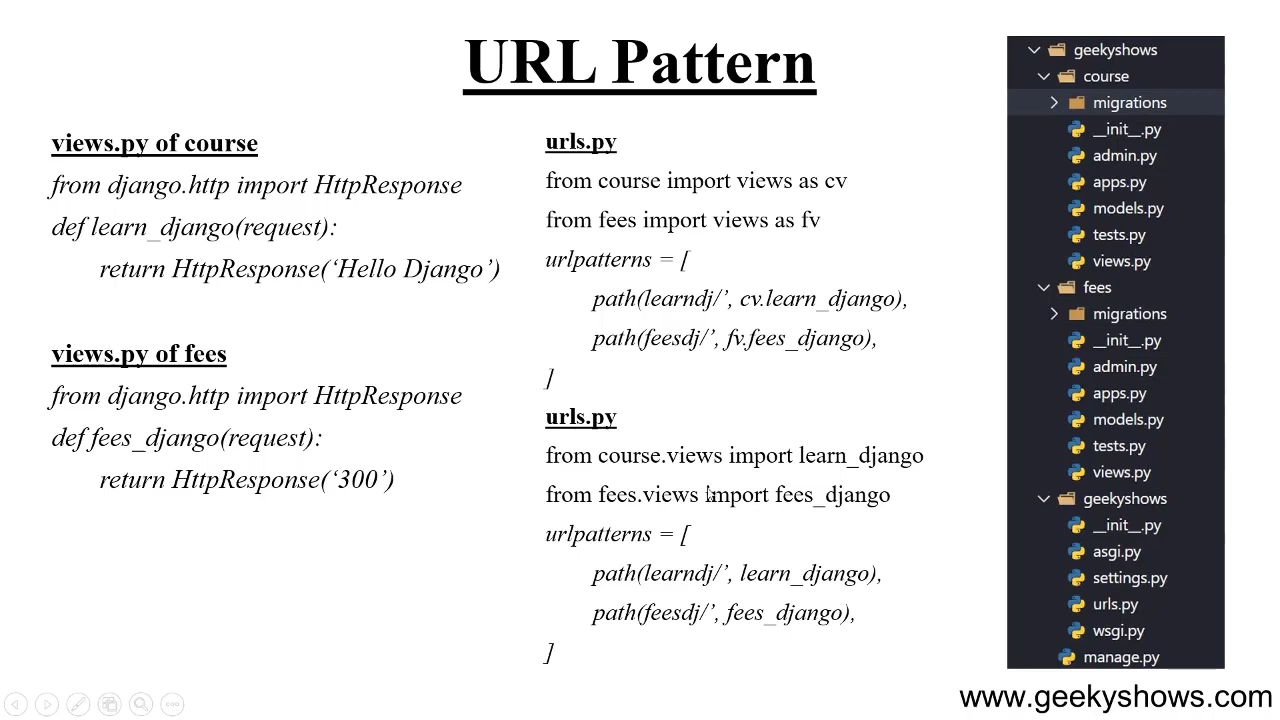 URL Pattern
views.py of course
from django.http import HttpResponse
def learn_django(request):
return HttpResponse(‘Hello Django’)
views.py of fees
from django.http import HttpResponse
def fees_django(request):
return HttpResponse(‘300’)
urls.py
from course import views as cv
from fees import views as fv
urlpatterns = [
path(learndj/’, cv.learn_django),
path(feesdj/’, fv.fees_django),
]
urls.py
from course.views import learn_django
from fees.views import fees_django
urlpatterns = [
path(learndj/’, learn_django),
path(feesdj/’, fees_django),
]
geekyshows
course
migrations
__init__.py
admin.py
apps.py
models.py
tests.py
views.py
fees
migrations
__init__.py
admin.py
apps.py
models.py
tests.py
views.py
geekyshows
__init__.py
asgi.py
settings.py
urls.py
wsgi.py
manage.py
www.geekyshows.com